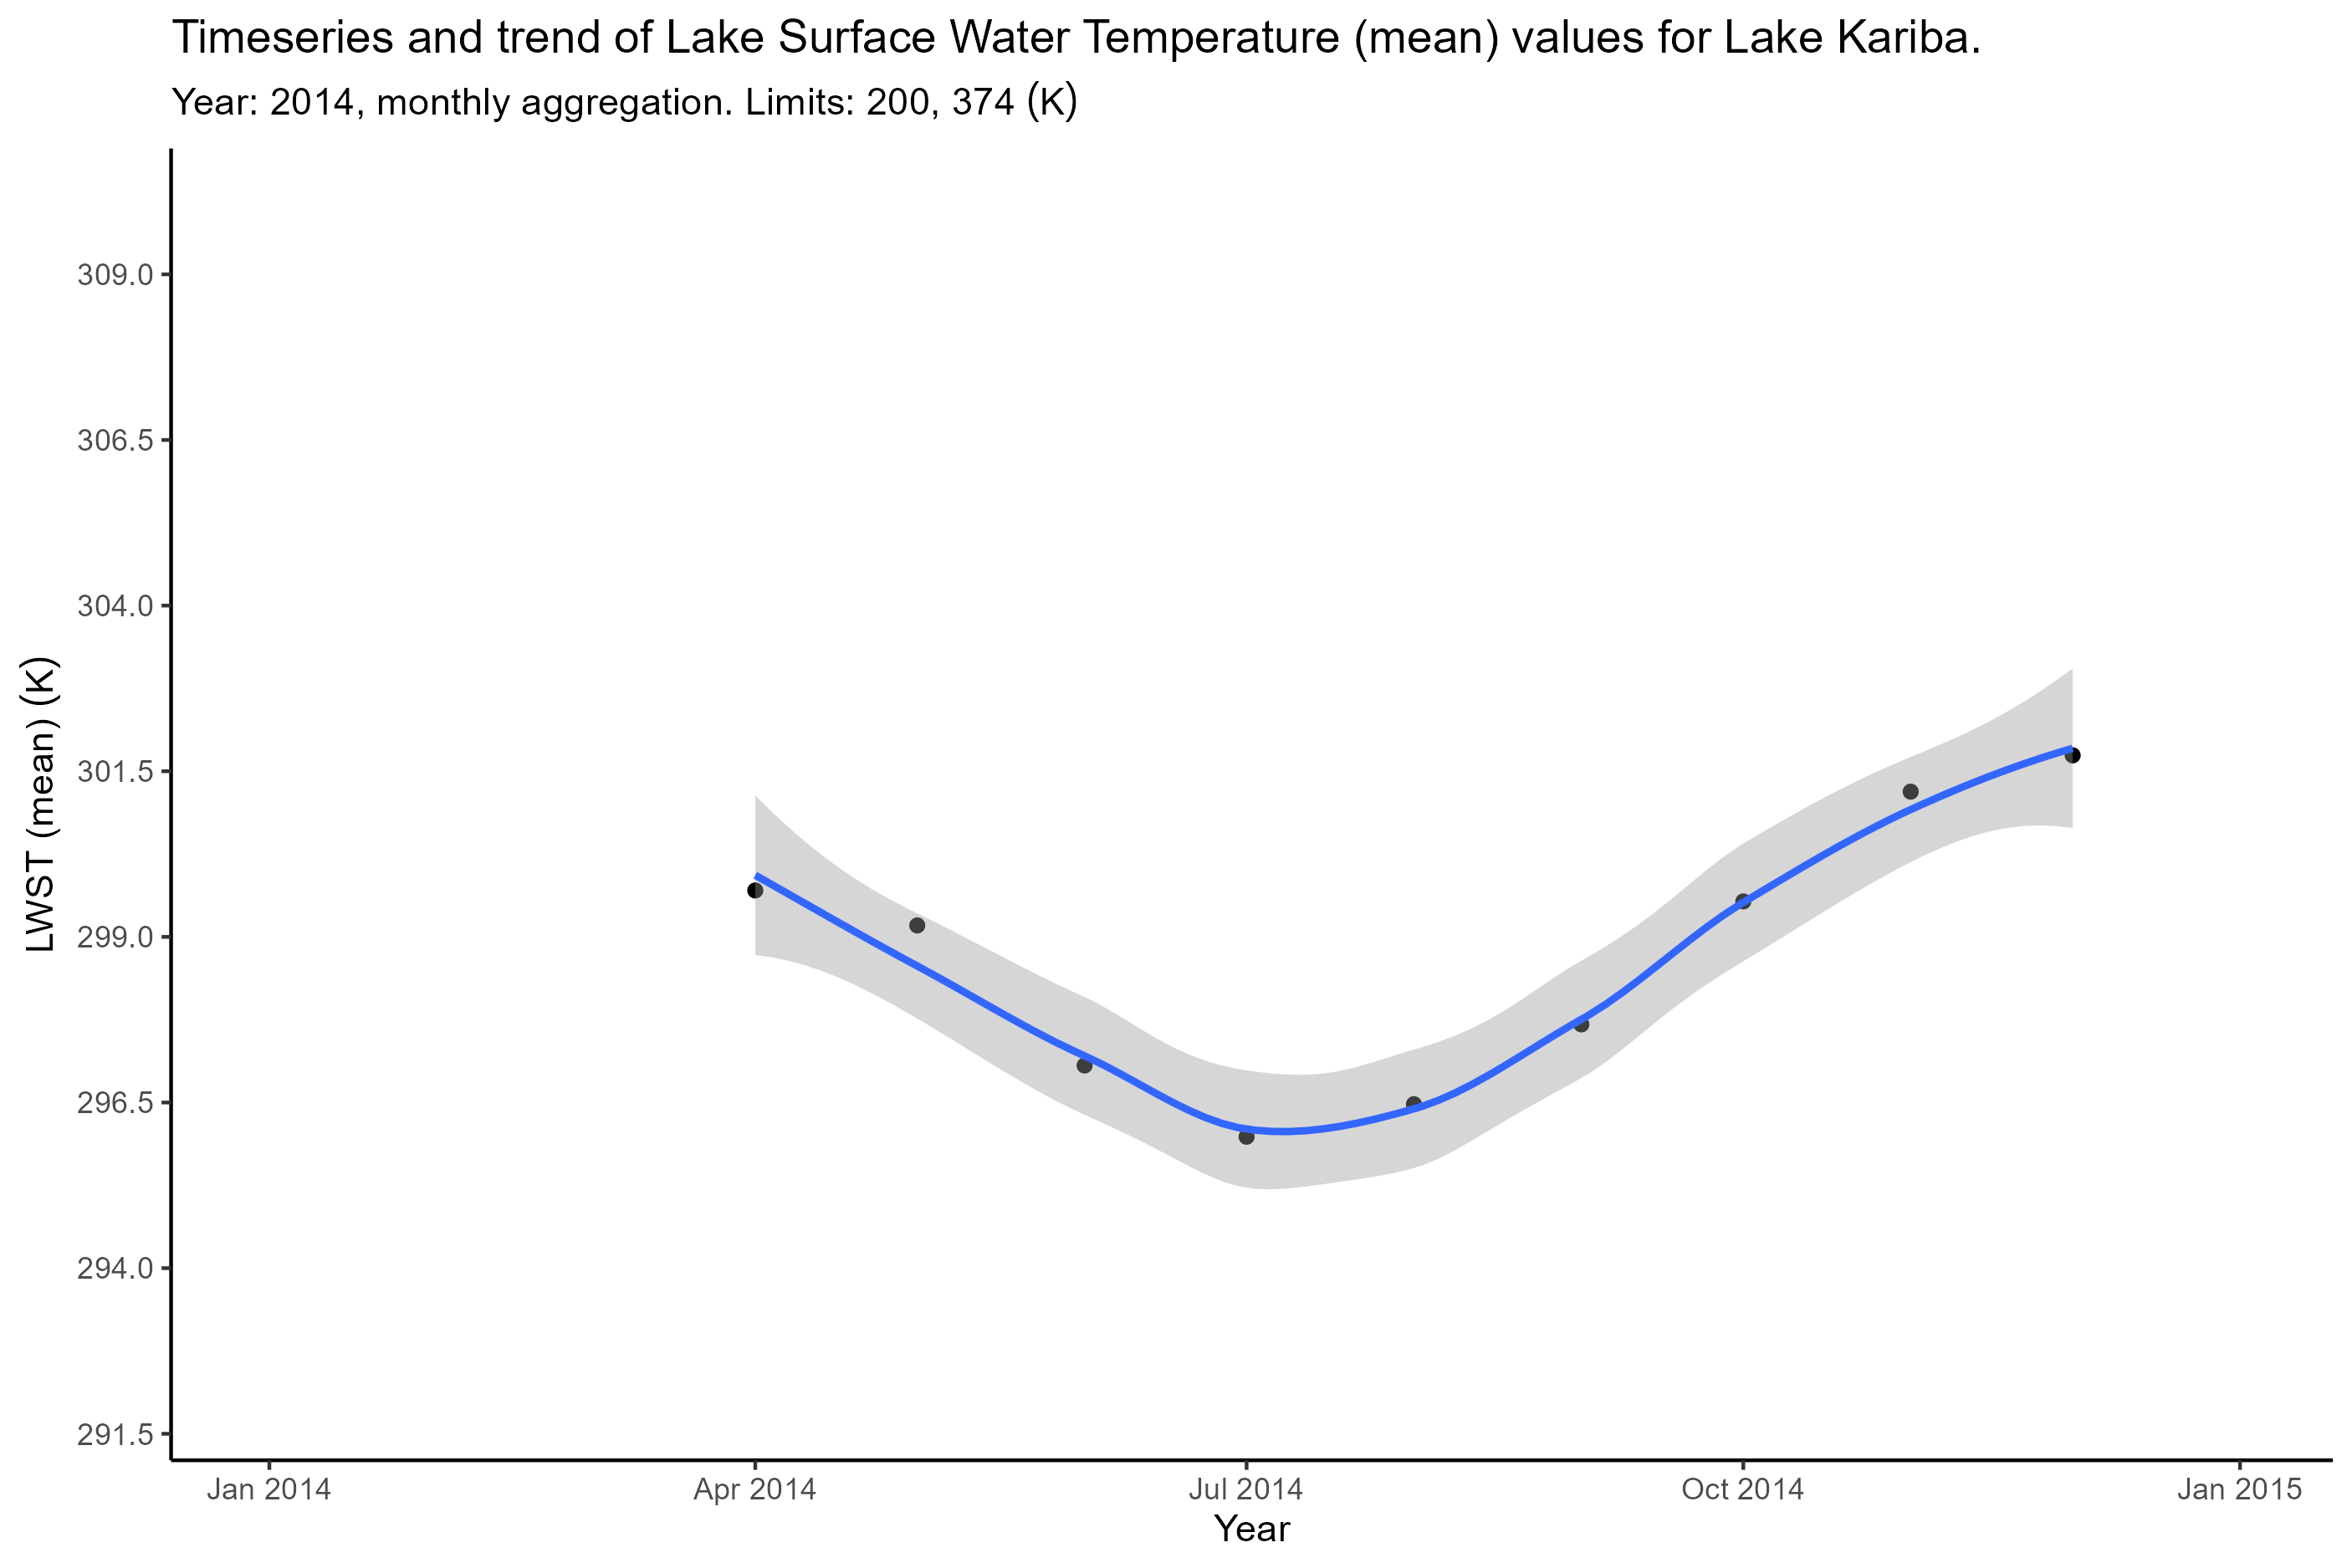 Timeseries and trend of Lake Surface Water Temperature (mean) values for Lake Kariba.
Year: 2014, monthly aggregation. Limits: 200, 374 (K)
LWST (mean) (K)
309.0
306.5
304.0
301.5
299.0
296.5
294.0
291.5
Jan 2014 Apr 2014 Jul 2014 Oct 2014 Jan 2015
Year